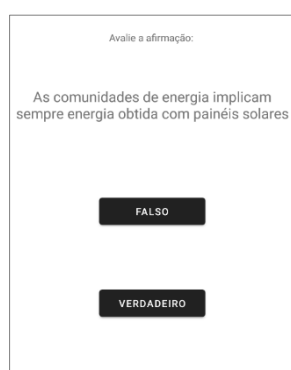 Avalie a afirmação:
As comunidades de energia implicam
sempre energia obtida com painéis solares
FALSO
VERDADEIRO